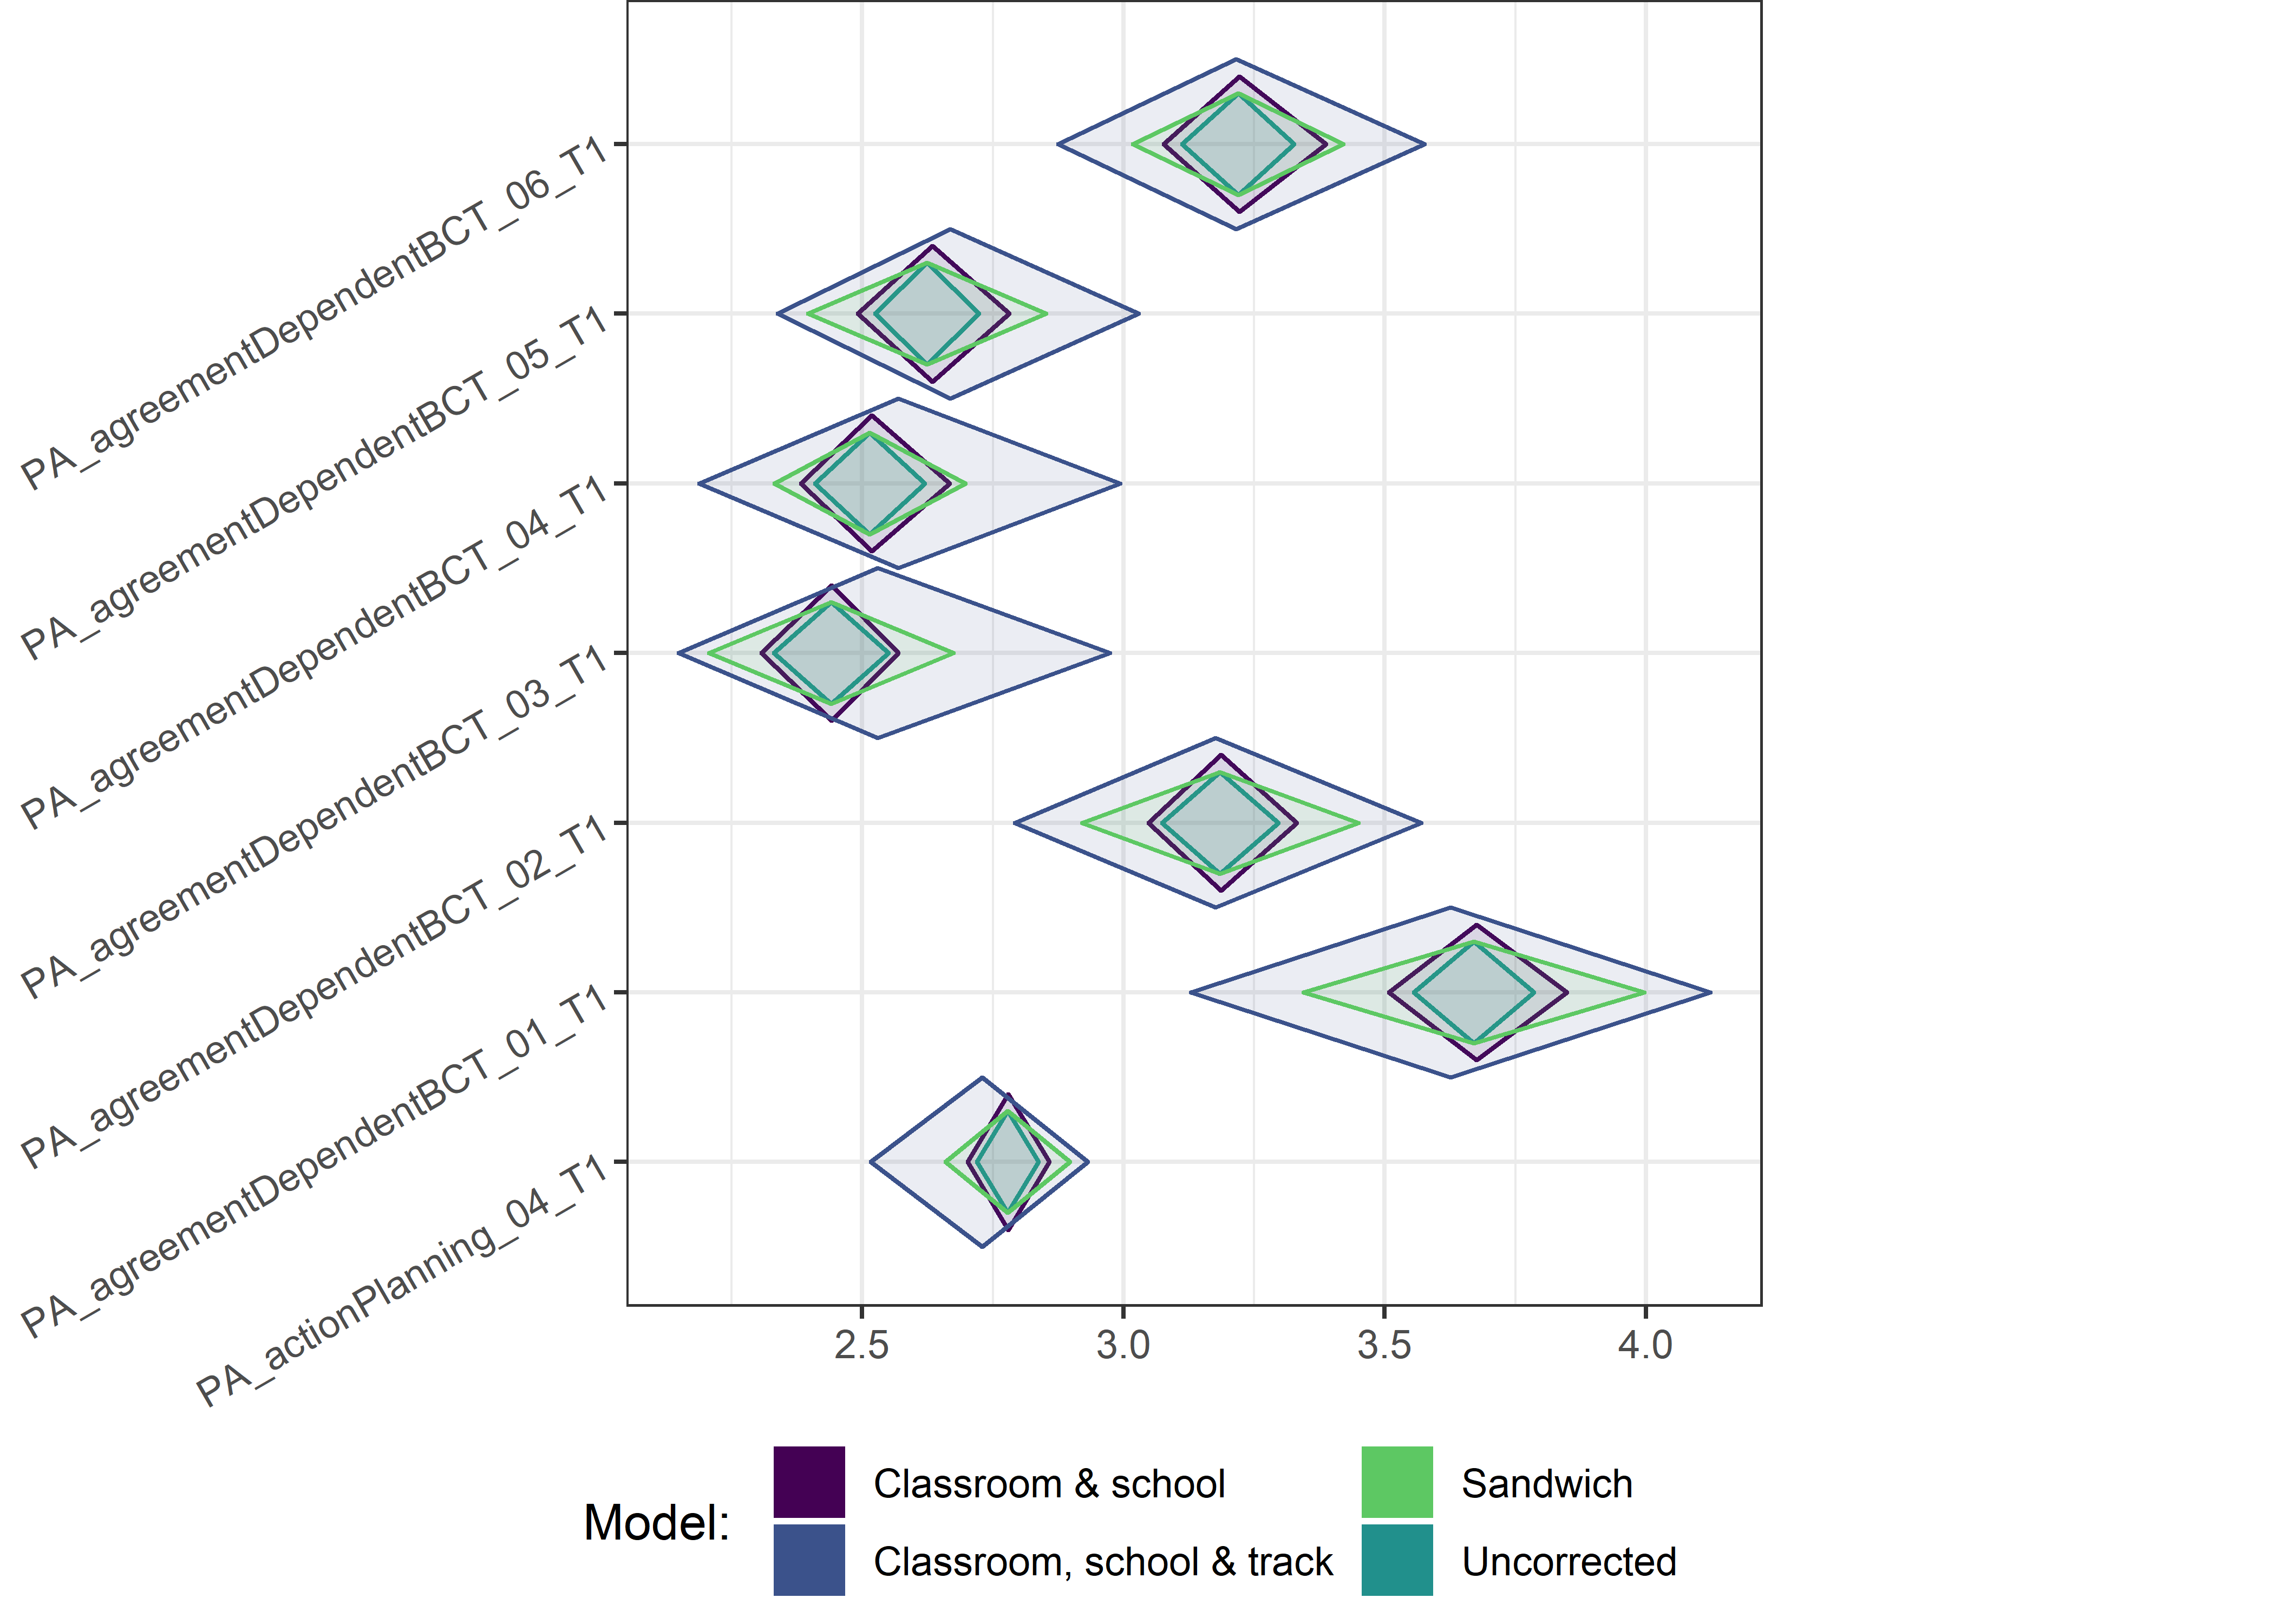 PA_agreementDependentBCT_06_T1
PA_agreementDependentBCT_05_T1
PA_agreementDependentBCT_04_T1
PA_agreementDependentBCT_03_T1
PA_agreementDependentBCT_02_T1
PA_agreementDependentBCT_01_T1
PA_actionPlanning_04_T1
2.5 3.0 3.5 4.0
Model:
Classroom & school
Classroom, school & track
Sandwich
Uncorrected